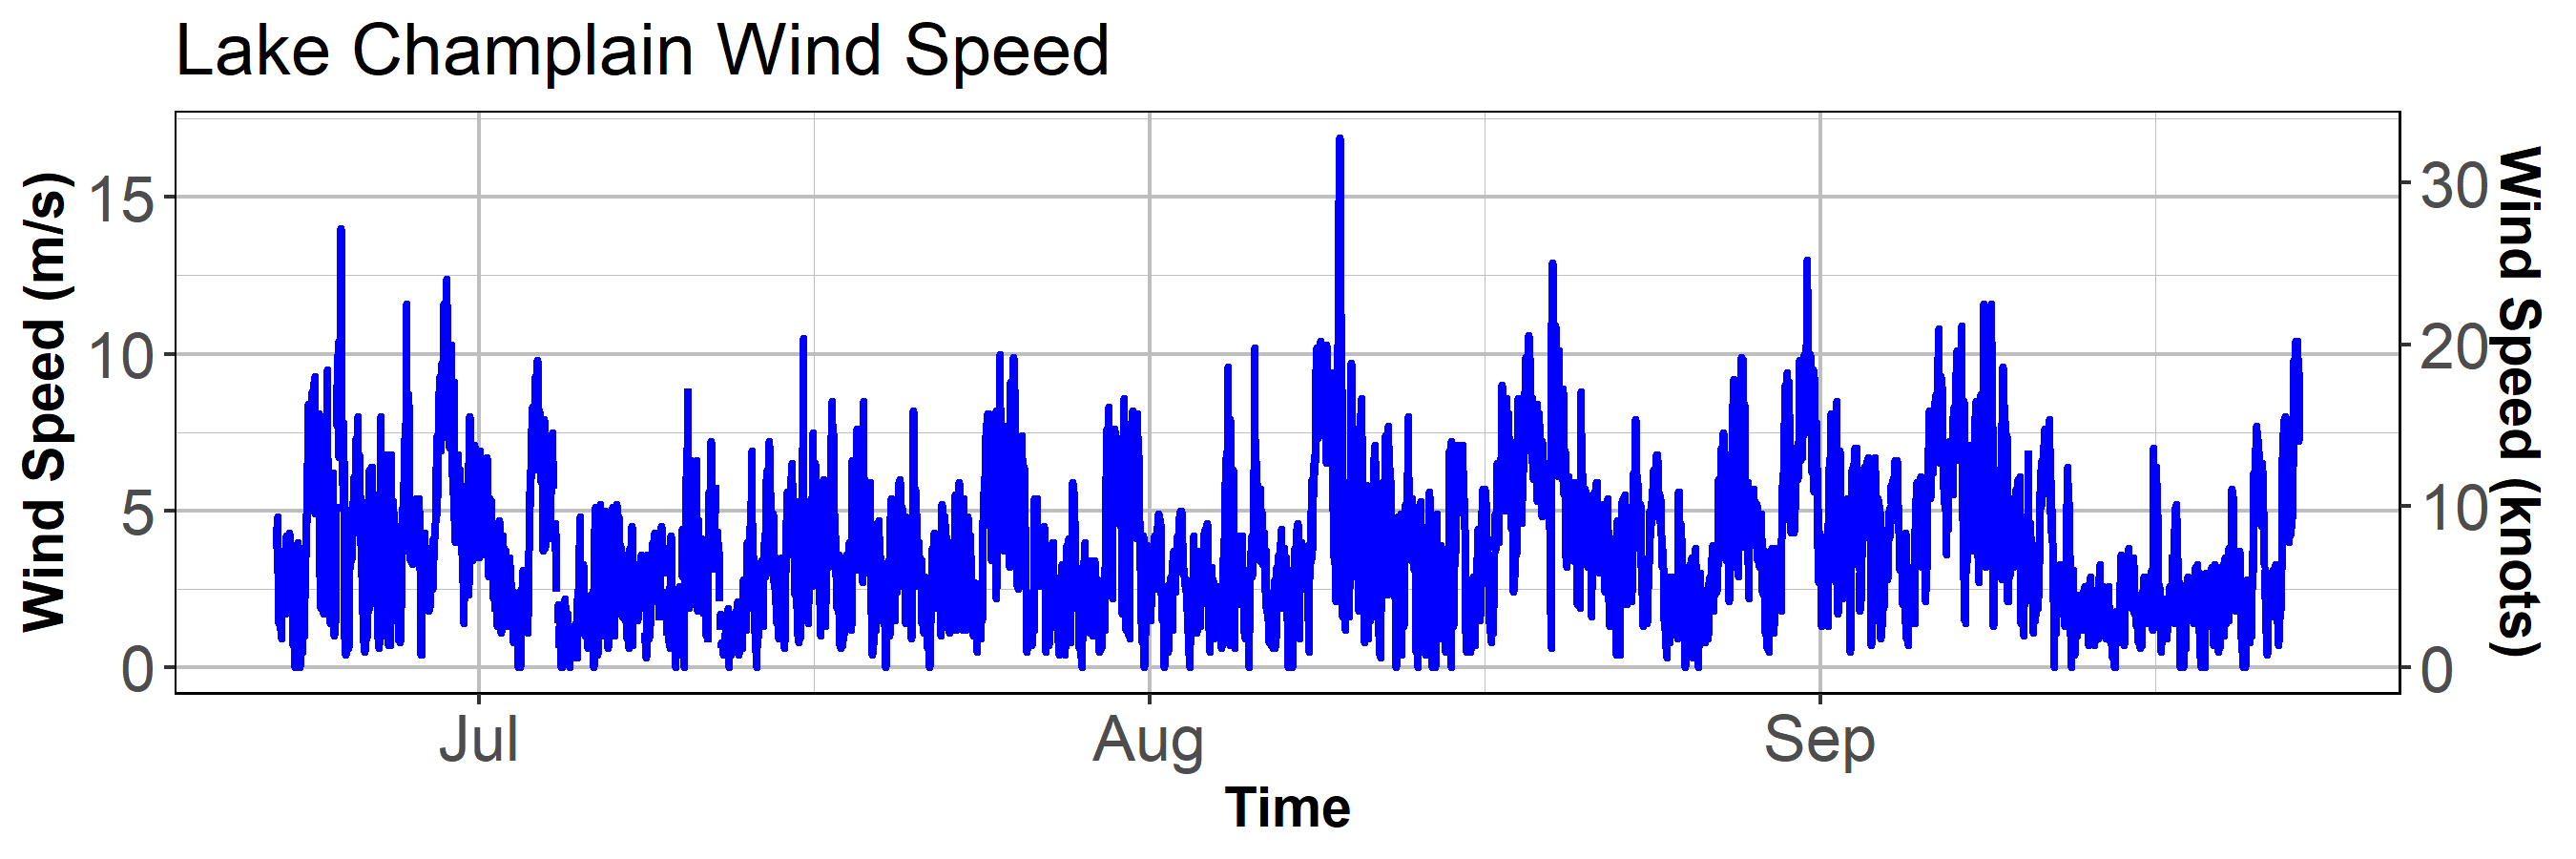 Lake Champlain Wind Speed
Wind Speed (m/s)
15
10
5
0
30
20
10
0
Wind Speed (knots)
Jul
Aug
Sep
Time